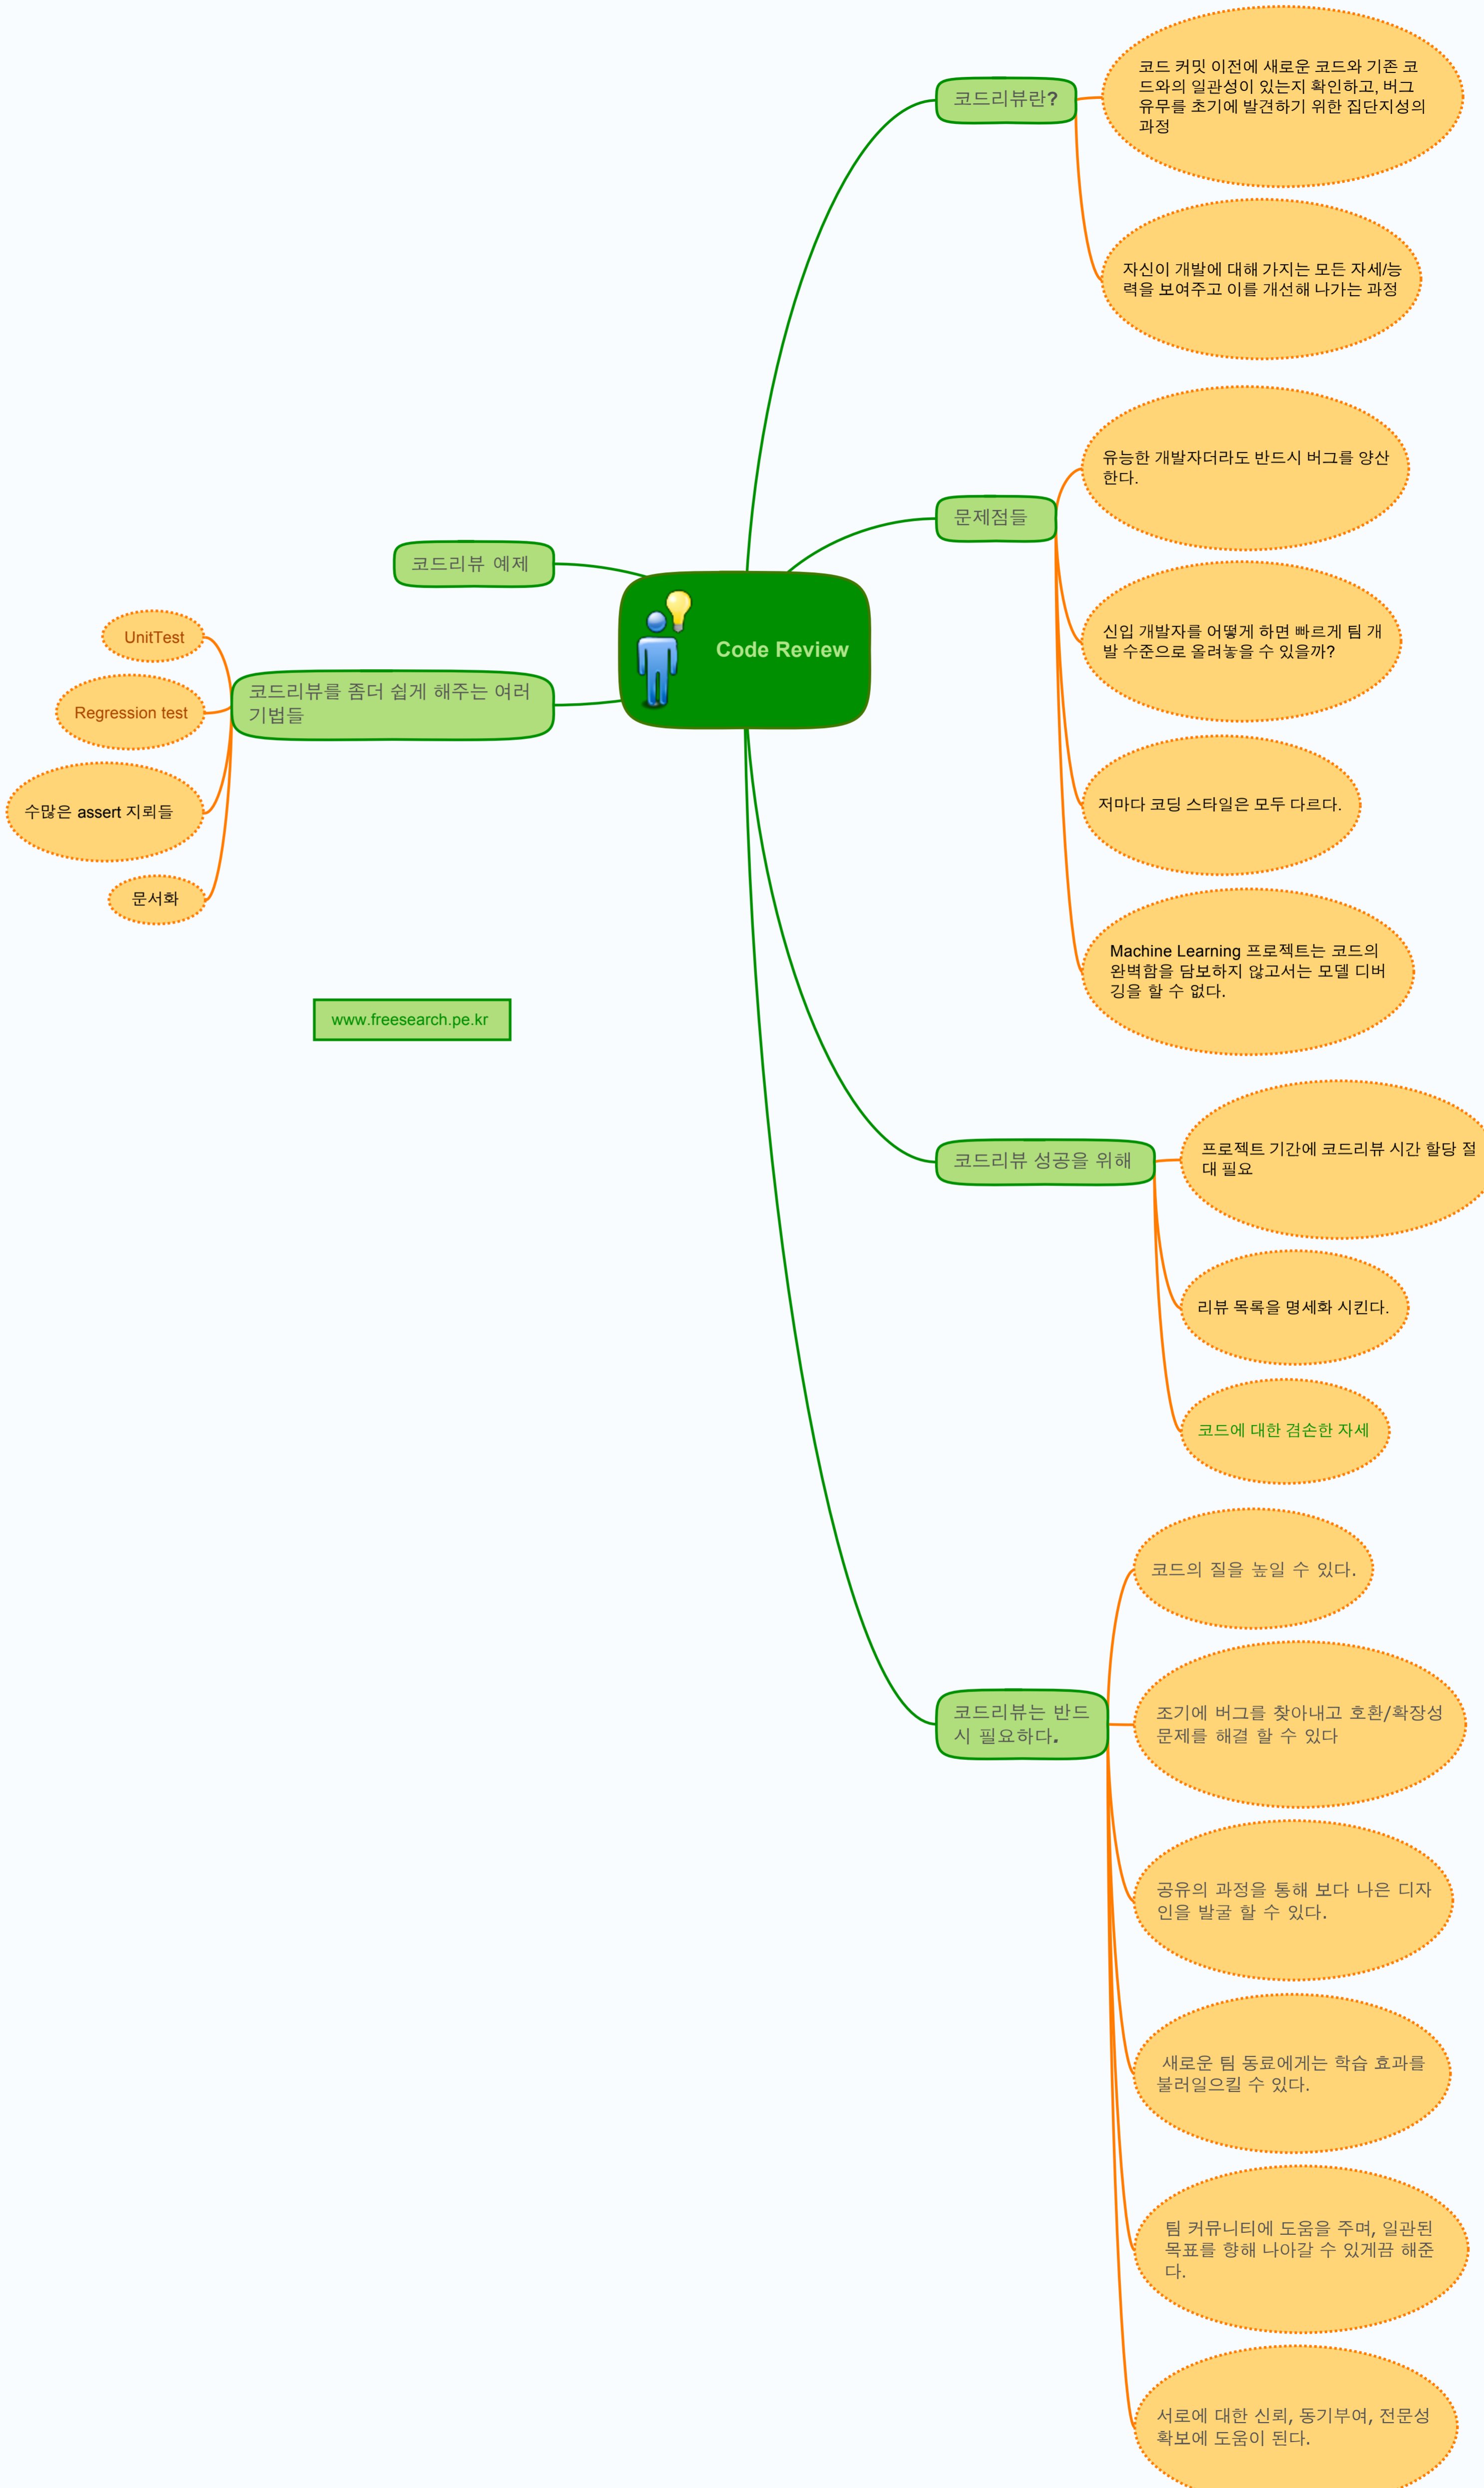 코드리뷰란?
코드 커밋 이전에 새로운 코드와 기존 코
드와의 일관성이 있는지 확인하고, 버그
유무를 초기에 발견하기 위한 집단지성의
과정
자신이 개발에 대해 가지는 모든 자세/능
력을 보여주고 이를 개선해 나가는 과정
문제점들
유능한 개발자더라도 반드시 버그를 양산
한다.
신입 개발자를 어떻게 하면 빠르게 팀 개
발 수준으로 올려놓을 수 있을까?
저마다 코딩 스타일은 모두 다르다.
Machine Learning 프로젝트는 코드의
완벽함을 담보하지 않고서는 모델 디버
깅을 할 수 없다.
코드리뷰 예제
Code Review
코드리뷰를 좀더 쉽게 해주는 여러
기법들
UnitTest
Regression test
수많은 assert 지뢰들
문서화
www.freesearch.pe.kr
코드리뷰 성공을 위해
프로젝트 기간에 코드리뷰 시간 할당 절
대 필요
리뷰 목록을 명세화 시킨다.
코드에 대한 겸손한 자세
코드리뷰는 반드
시 필요하다.
코드의 질을 높일 수 있다.
조기에 버그를 찾아내고 호환/확장성
문제를 해결 할 수 있다
공유의 과정을 통해 보다 나은 디자
인을 발굴 할 수 있다.
새로운 팀 동료에게는 학습 효과를
불러일으킬 수 있다.
팀 커뮤니티에 도움을 주며, 일관된
목표를 향해 나아갈 수 있게끔 해준
다.
서로에 대한 신뢰, 동기부여, 전문성
확보에 도움이 된다.